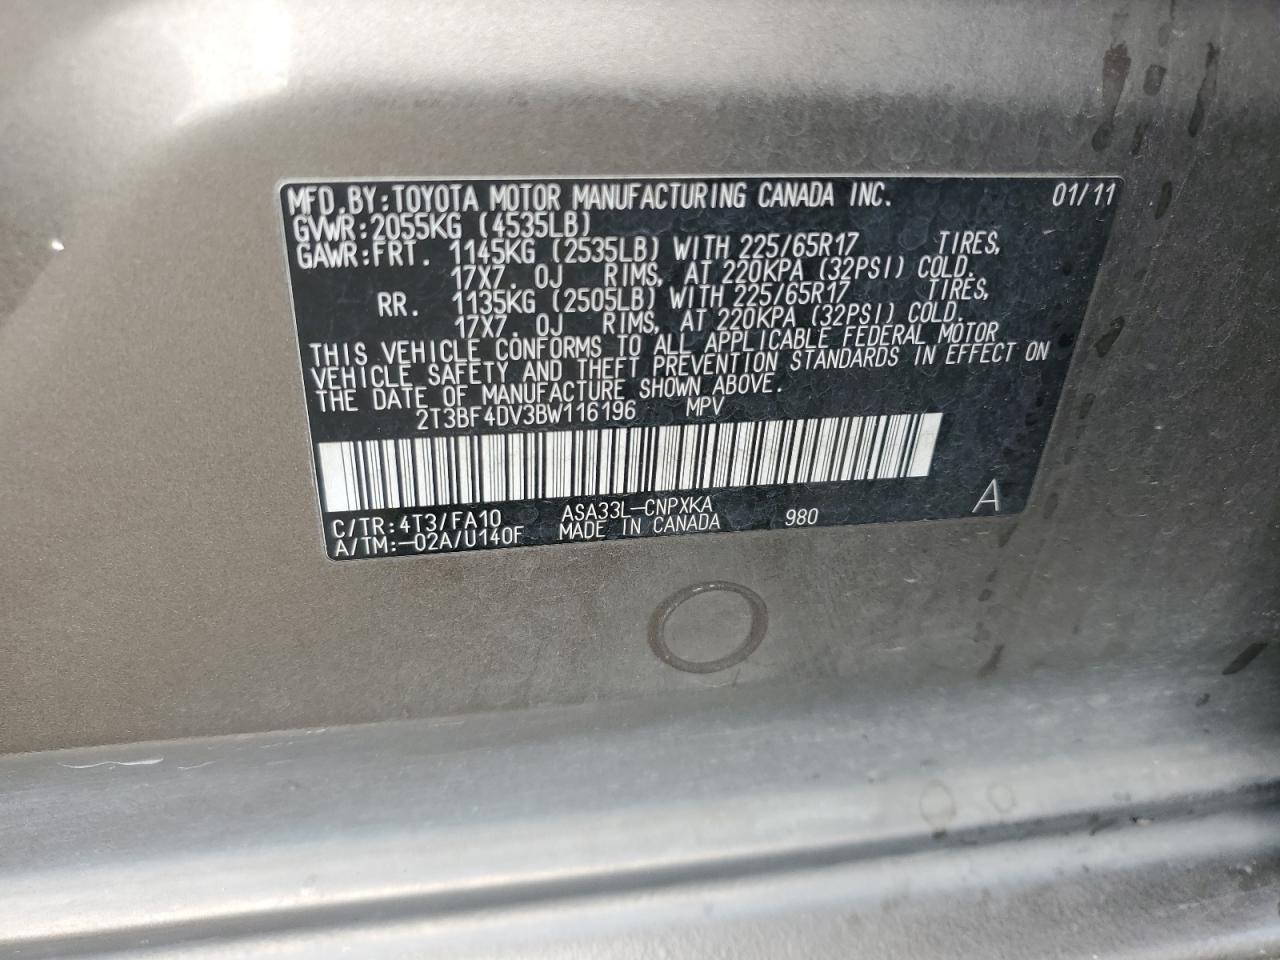 MFD.BY:TOYOTA MOTOR MANUFACTURING CANADA INC. 01/11
GVWR:2055KG (4535LB)
GAWR:FRT. 1145KG (2535LB) WITH 225/65R17 TIRES,
17X7.0J RIMS, AT 220KPA (32PSI) COLD.
RR. 1135KG (2505LB) WITH 225/65R17 TIRES,
17X7.0J RIMS, AT 220KPA (32PSI) COLD.
THIS VEHICLE CONFORMS TO ALL APPLICABLE FEDERAL MOTOR
VEHICLE SAFETY AND THEFT PREVENTION STANDARDS IN EFFECT ON
THE DATE OF MANUFACTURE SHOWN ABOVE.
2T3BF4DV3BW116196 MPV
C/TR:4T3/FA10 ASA33L-CNPXKA A
A/TM:-02A/U140F MADE IN CANADA 980